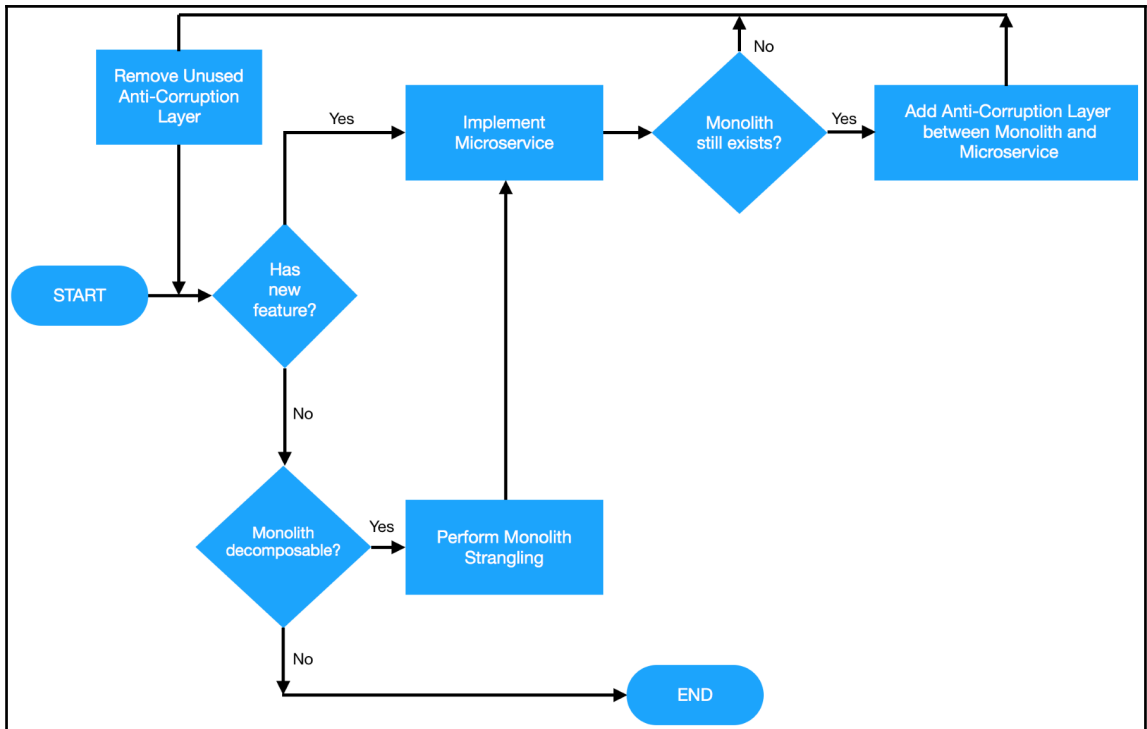 No
Remove Unused
Anti-Corruption
Layer
Yes
Implement
Microservice
Monolith
still exists?
Yes
Add Anti-Corruption Layer
between Monolith and
Microservice
START
Has
new
feature?
No
Monolith
decomposable?
Yes
Perform Monolith
Strangling
No
END